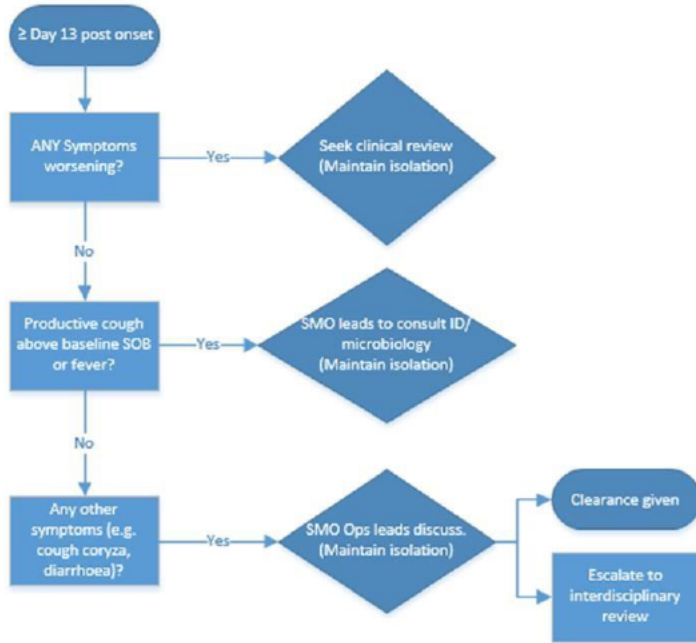 ≥ Day 13 post onset
ANY Symptoms
worsening?
Yes
Seek clinical review
(Maintain isolation)
No
Productive cough
above baseline SOB
or fever?
Yes
SMO leads to consult ID/
microbiology
(Maintain isolation)
No
Any other
symptoms (e.g.
cough coryza,
diarrhoea)?
Yes
SMO Ops leads discuss.
(Maintain isolation)
Clearance given
Escalate to
interdisciplinary
review